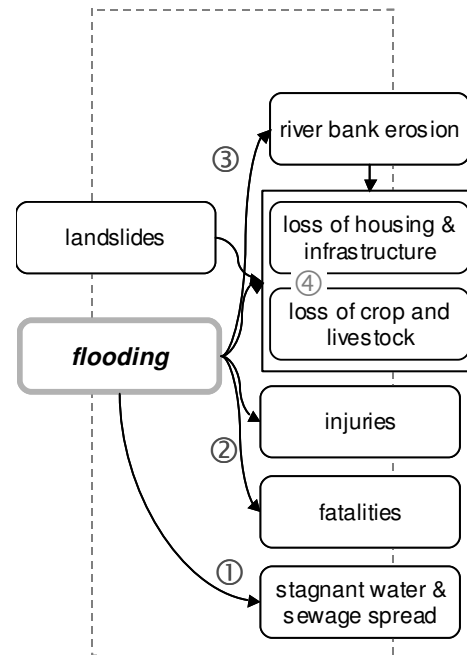 river bank erosion
③
landslides
loss of housing &
infrastructure
④
loss of crop and
livestock
flooding
injuries
②
fatalities
①
stagnant water &
sewage spread